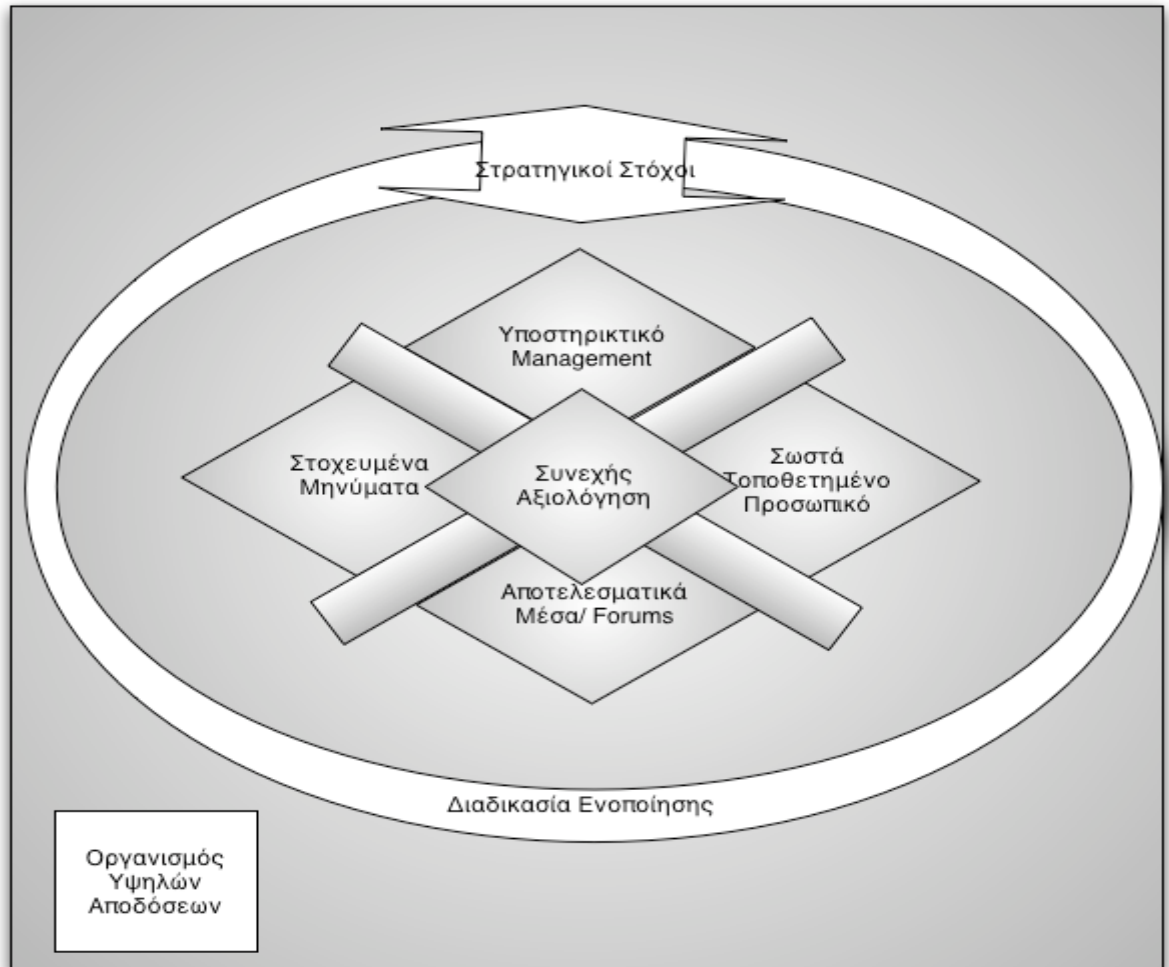 Στρατηγικοί Στόχοι
Υποστηρικτικό
Management
Στοχευμένα
Μηνύματα
Συνεχής
Αξιολόγηση
Σωστά
Τοποθετημένο
Προσωπικό
Αποτελεσματικά
Μέσα/ Forums
Διαδικασία Ενοποίησης
Οργανισμός
Υψηλών
Αποδόσεων